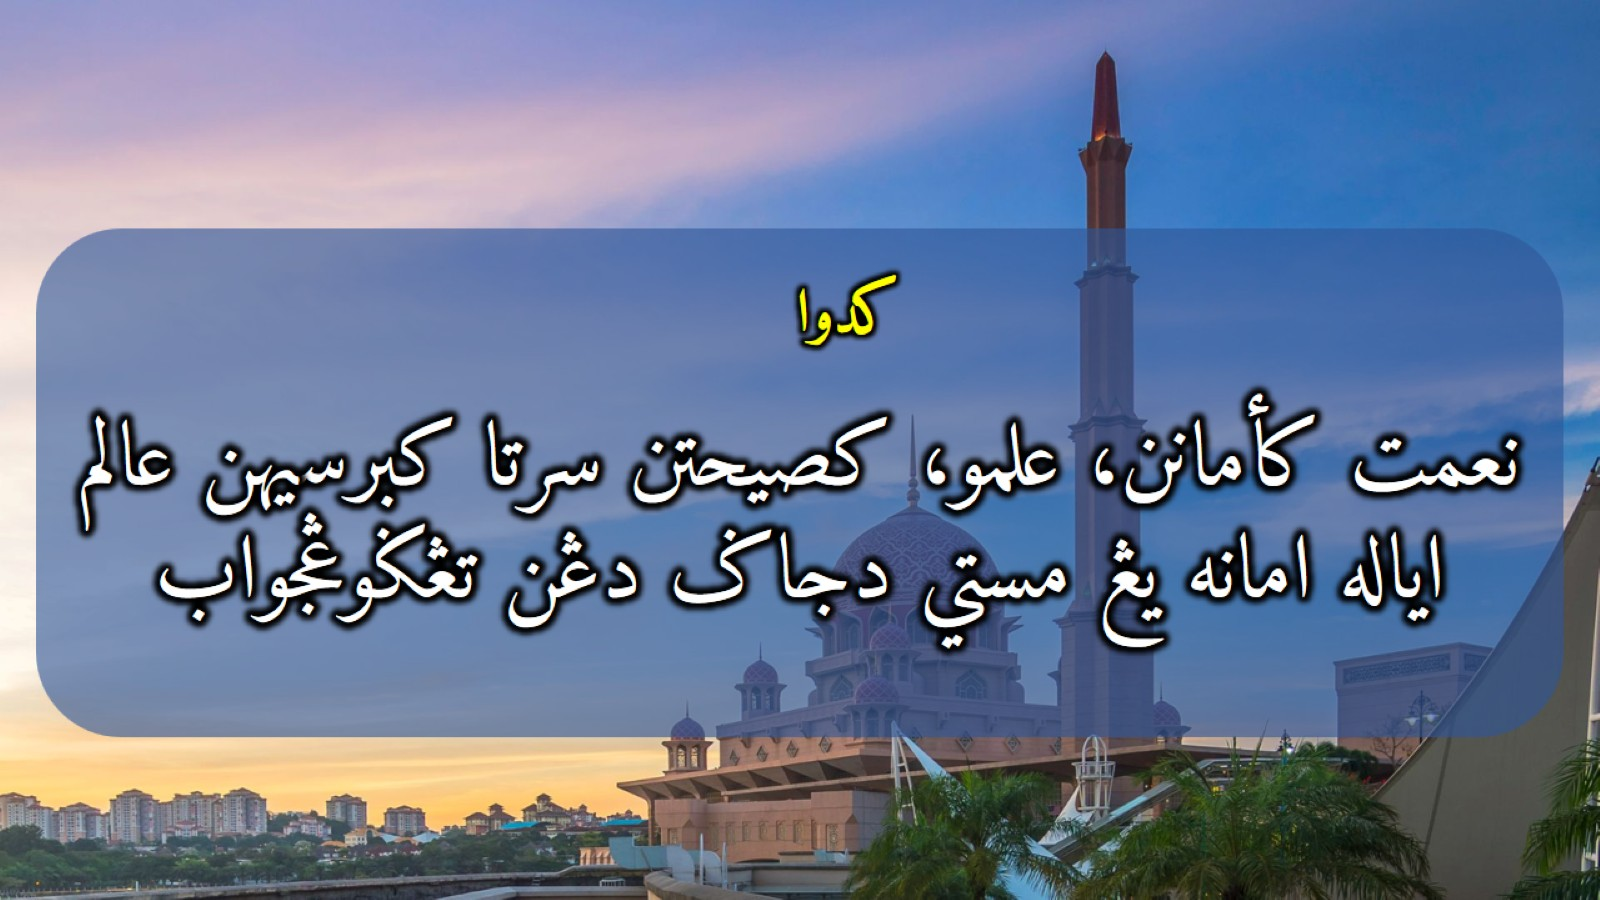 كدوا
نعمت كأمانن، علمو، كصيحتن سرتا كبرسيهن عالم
اياله امانه يڠ مستي دجاݢ دڠن تڠݢوڠجواب